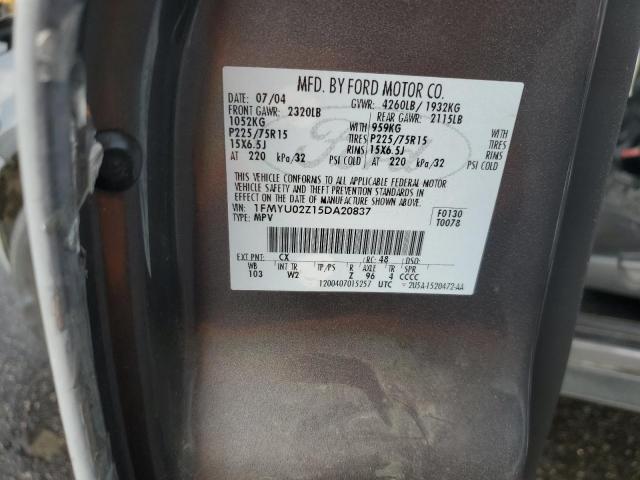 MFD. BY FORD MOTOR CO.
DATE: 07/04 GVWR: 4260LB/ 1932KG
FRONT GAWR: 2320LB REAR GAWR: 2115LB
1052KG WITH 959KG WITH
P225/75R15 TIRES P225/75R15 TIRES
15X6.5J RIMS 15X6.5J RIMS
AT 220 kPa/32 PSI COLD AT 220 kPa/32 PSI COLD
THIS VEHICLE CONFORMS TO ALL APPLICABLE FEDERAL MOTOR
VEHICLE SAFETY AND BUMPER AND THEFT PREVENTION STANDARDS IN
EFFECT ON THE DATE OF MANUFACTURE SHOWN ABOVE.
VIN: 1FMYU02Z15DA20837 F0130
TYPE: MPV T0078
EXT PNT: CX RC: 48 DSO:
WB INT TR TP/PS R AXLE TR SPR
103 W2 Z 96 4 CCCC
1200407015257 UTC 2U5A-1520472-AA
Ford